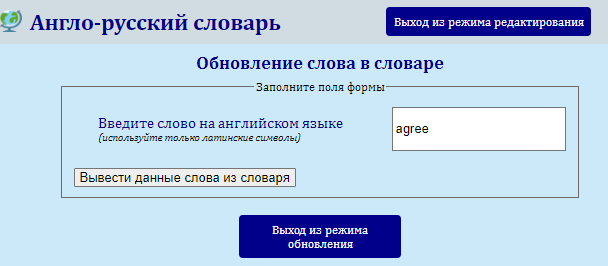 Англо-русский словарь
Выход из режима редактирования
Обновление слова в словаре
Заполните поля формы
Введите слово на английском языке
(используйте только латинские символы)
agree
Вывести данные слова из словаря
Выход из режима
обновления